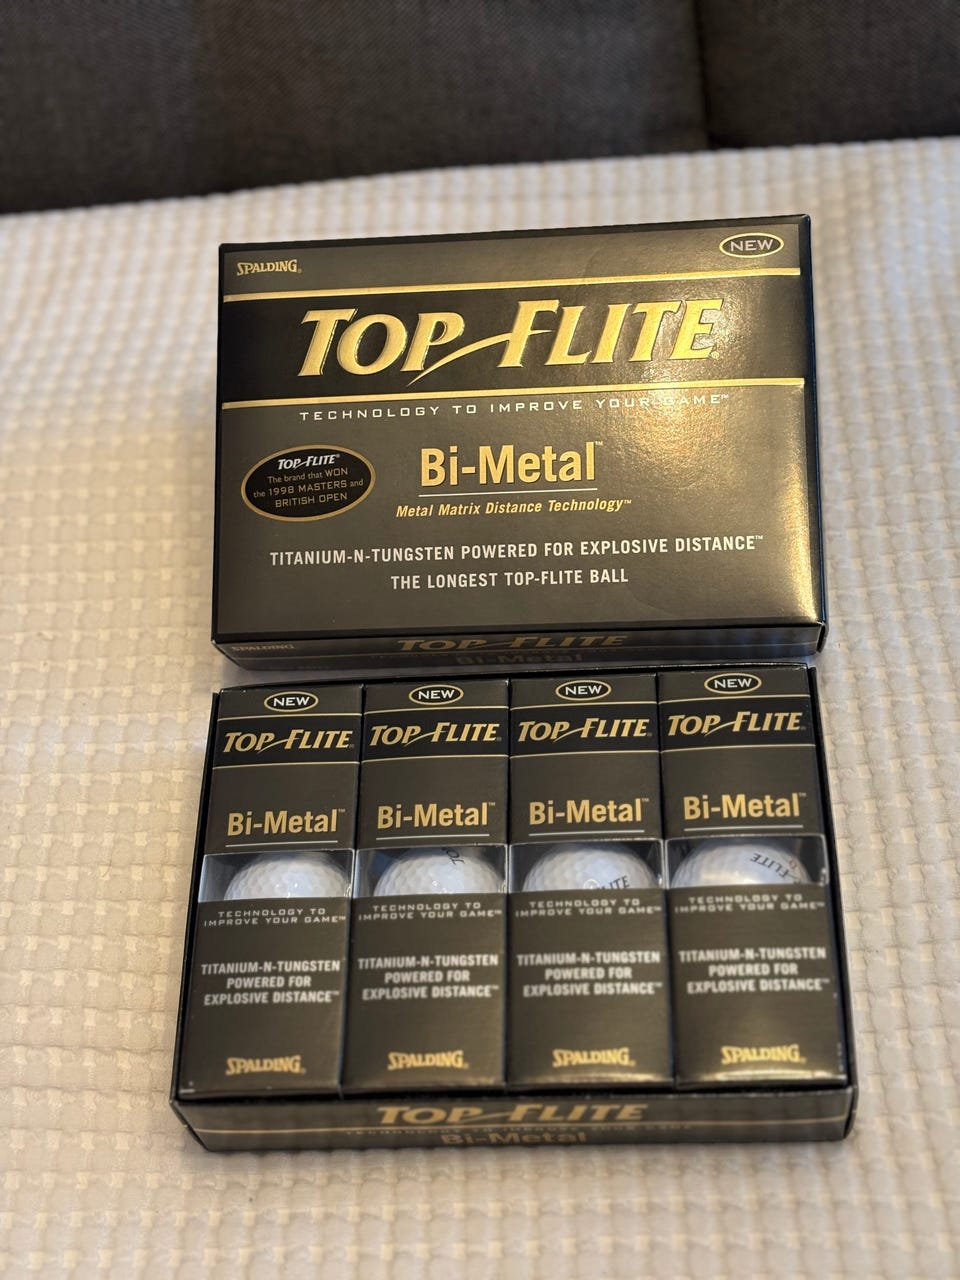 NEW
SPALDING®
TOP-FLITE®
TECHNOLOGY TO IMPROVE YOUR GAME™
TOP-FLITE®
The brand that WON
the 1998 MASTERS and
BRITISH OPEN
Bi-Metal™
Metal Matrix Distance Technology™
TITANIUM-N-TUNGSTEN POWERED FOR EXPLOSIVE DISTANCE™
THE LONGEST TOP-FLITE BALL
SPALDING
TOP-FLITE
Bi-Metal
NEW
TOP-FLITE®
Bi-Metal™
TECHNOLOGY TO
IMPROVE YOUR GAME™
TITANIUM-N-TUNGSTEN
POWERED FOR
EXPLOSIVE DISTANCE™
SPALDING®
NEW
TOP-FLITE®
Bi-Metal™
TOP
TECHNOLOGY TO
IMPROVE YOUR GAME™
TITANIUM-N-TUNGSTEN
POWERED FOR
EXPLOSIVE DISTANCE™
SPALDING®
NEW
TOP-FLITE®
Bi-Metal™
LITE
TECHNOLOGY TO
IMPROVE YOUR GAME™
TITANIUM-N-TUNGSTEN
POWERED FOR
EXPLOSIVE DISTANCE™
SPALDING®
NEW
TOP-FLITE®
Bi-Metal™
-FLITE
TECHNOLOGY TO
IMPROVE YOUR GAME™
TITANIUM-N-TUNGSTEN
POWERED FOR
EXPLOSIVE DISTANCE™
SPALDING®
TOP-FLITE
Bi-Metal